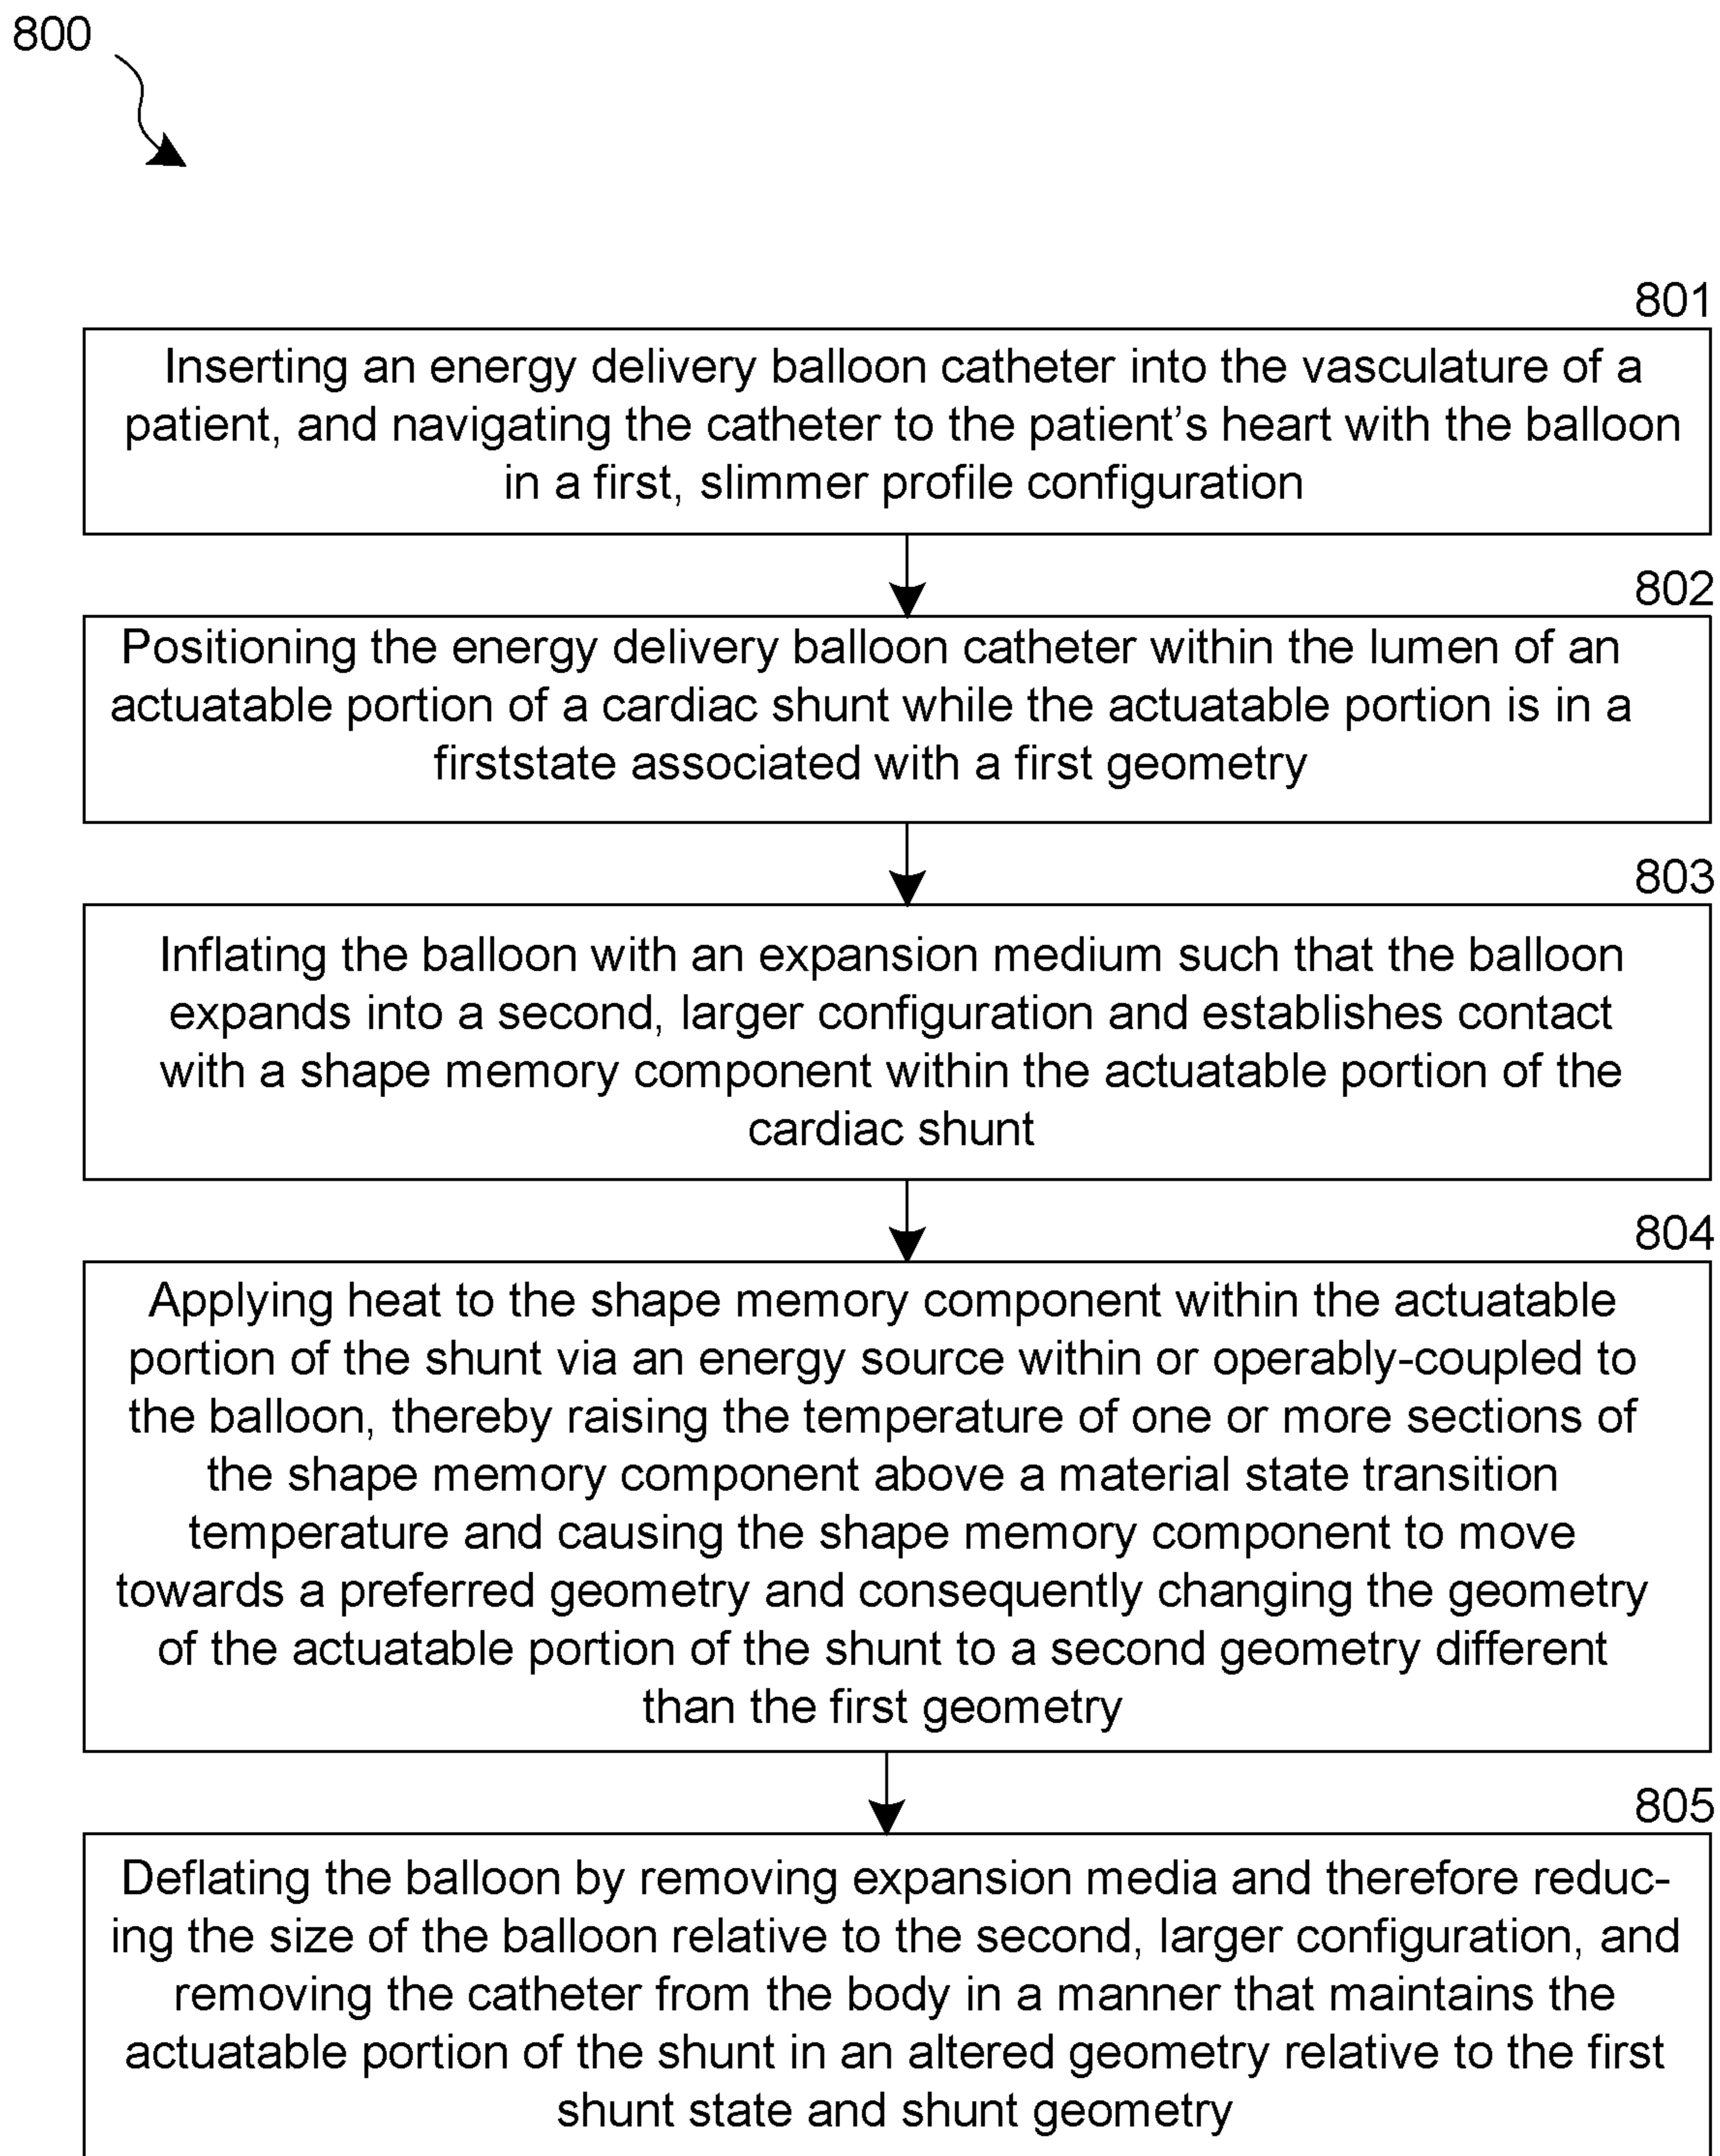 800
801
Inserting an energy delivery balloon catheter into the vasculature of a
patient, and navigating the catheter to the patient’s heart with the balloon
in a first, slimmer profile configuration
802
Positioning the energy delivery balloon catheter within the lumen of an
actuatable portion of a cardiac shunt while the actuatable portion is in a
firststate associated with a first geometry
803
Inflating the balloon with an expansion medium such that the balloon
expands into a second, larger configuration and establishes contact
with a shape memory component within the actuatable portion of the
cardiac shunt
804
Applying heat to the shape memory component within the actuatable
portion of the shunt via an energy source within or operably-coupled to
the balloon, thereby raising the temperature of one or more sections of
the shape memory component above a material state transition
temperature and causing the shape memory component to move
towards a preferred geometry and consequently changing the geometry
of the actuatable portion of the shunt to a second geometry different
than the first geometry
805
Deflating the balloon by removing expansion media and therefore reduc-
ing the size of the balloon relative to the second, larger configuration, and
removing the catheter from the body in a manner that maintains the
actuatable portion of the shunt in an altered geometry relative to the first
shunt state and shunt geometry